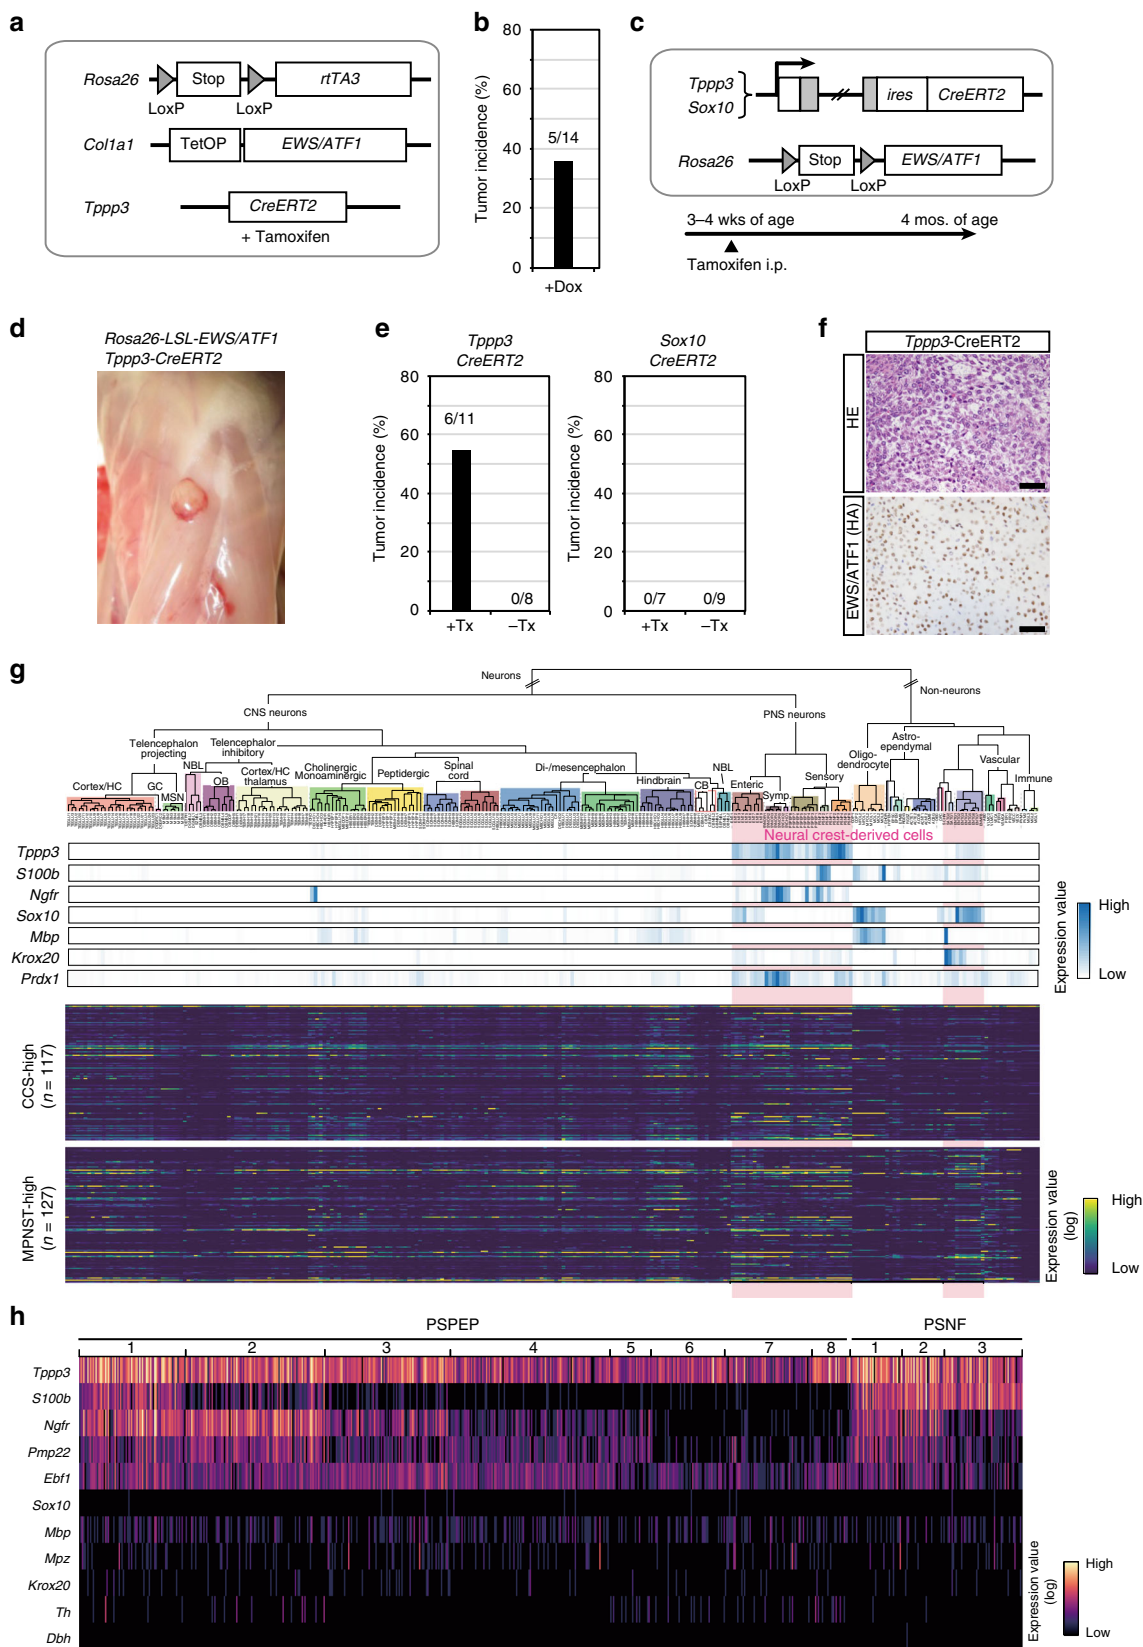 a
Rosa26
Stop
rtTA3
LoxP
LoxP
Col1a1
TetOP
EWS/ATF1
Tppp3
CreERT2
+ Tamoxifen
b
Tumor incidence (%)
80
60
40
20
0
5/14
+Dox
c
Tppp3
Sox10
ires
CreERT2
Rosa26
Stop
EWS/ATF1
LoxP
LoxP
3–4 wks of age
4 mos. of age
Tamoxifen i.p.
d
Rosa26-LSL-EWS/ATF1
Tppp3-CreERT2
e
Tppp3
CreERT2
Tumor incidence (%)
80
60
40
20
0
6/11
0/8
+Tx
–Tx
Sox10
CreERT2
Tumor incidence (%)
80
60
40
20
0
0/7
0/9
+Tx
–Tx
f
Tppp3-CreERT2
HE
EWS/ATF1 (HA)
g
Neurons
Non-neurons
CNS neurons
PNS neurons
Telencephalon
projecting
Telencephalor
inhibitory
Astro-
ependymal
Oligo-
dendrocyte
Vascular
Immune
Cortex/HC
GC
MSN
NBL
OB
Cortex/HC
thalamus
Cholinergic
Monoaminergic
Peptidergic
Spinal
cord
Di-/mesencephalon
Hindbrain
CB
NBL
Enteric
Symp
Sensory
Neural crest-derived cells
Tppp3
S100b
Ngfr
Sox10
Mbp
Krox20
Prdx1
Expression value
High
Low
CCS-high
(n = 117)
MPNST-high
(n = 127)
Expression value
(log)
High
Low
h
PSPEP
PSNF
1 2 3 4 5 6 7 8 1 2 3
Tppp3
S100b
Ngfr
Pmp22
Ebf1
Sox10
Mbp
Mpz
Krox20
Th
Dbh
Expression value
(log)
High
Low